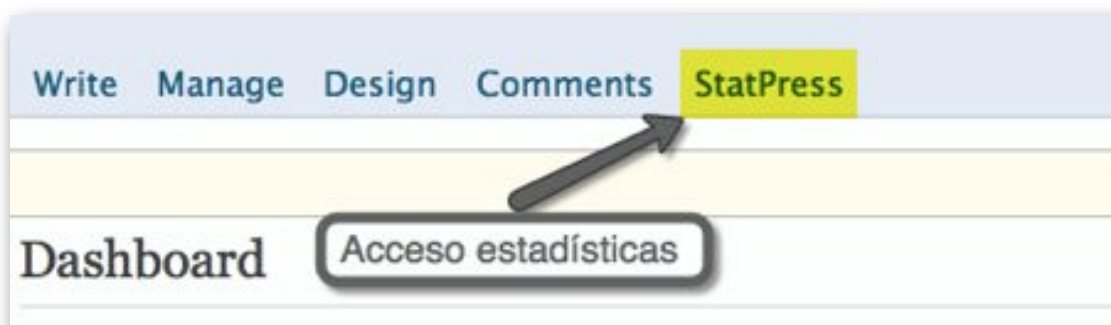 Write Manage Design Comments StatPress
Dashboard
Acceso estadísticas